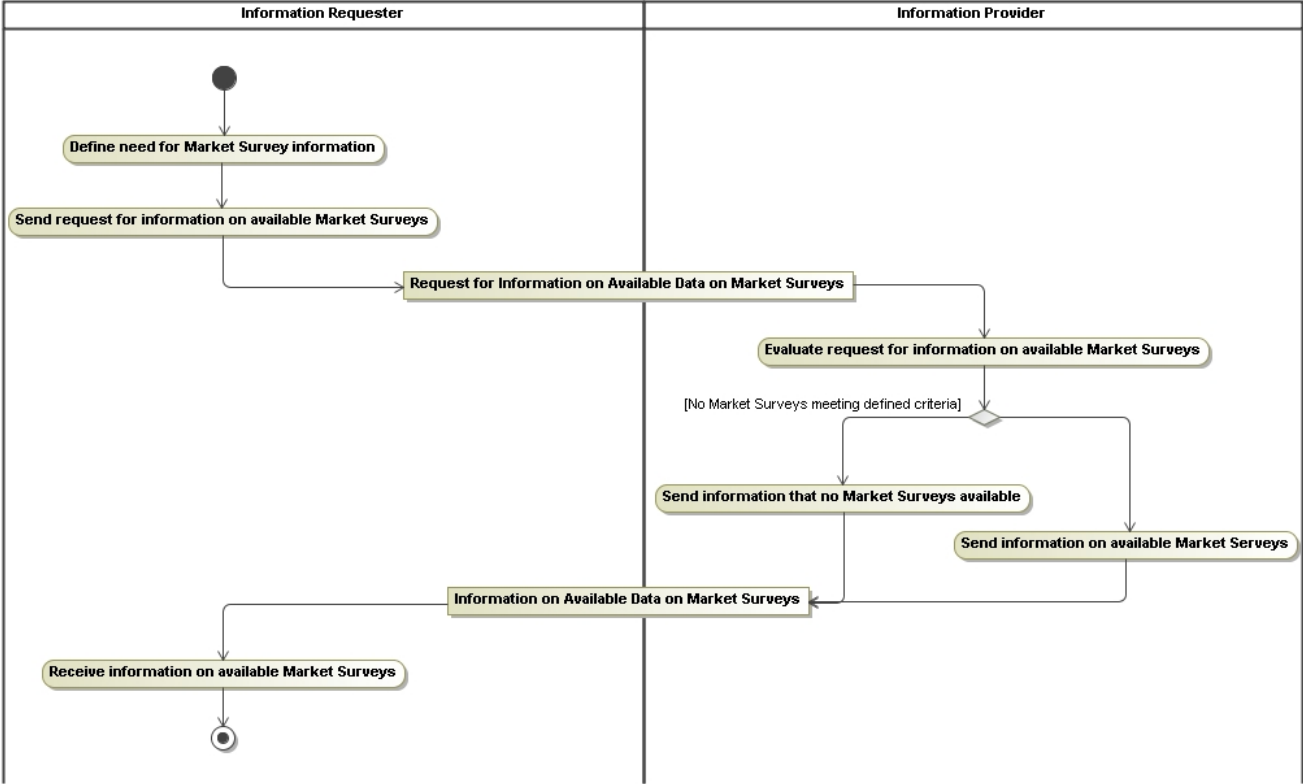 Information Requester
Information Provider
Define need for Market Survey information
Send request for information on available Market Surveys
Request for Information on Available Data on Market Surveys
Evaluate request for information on available Market Surveys
[No Market Surveys meeting defined criteria]
Send information that no Market Surveys available
Send information on available Market Serveys
Information on Available Data on Market Surveys
Receive information on available Market Surveys